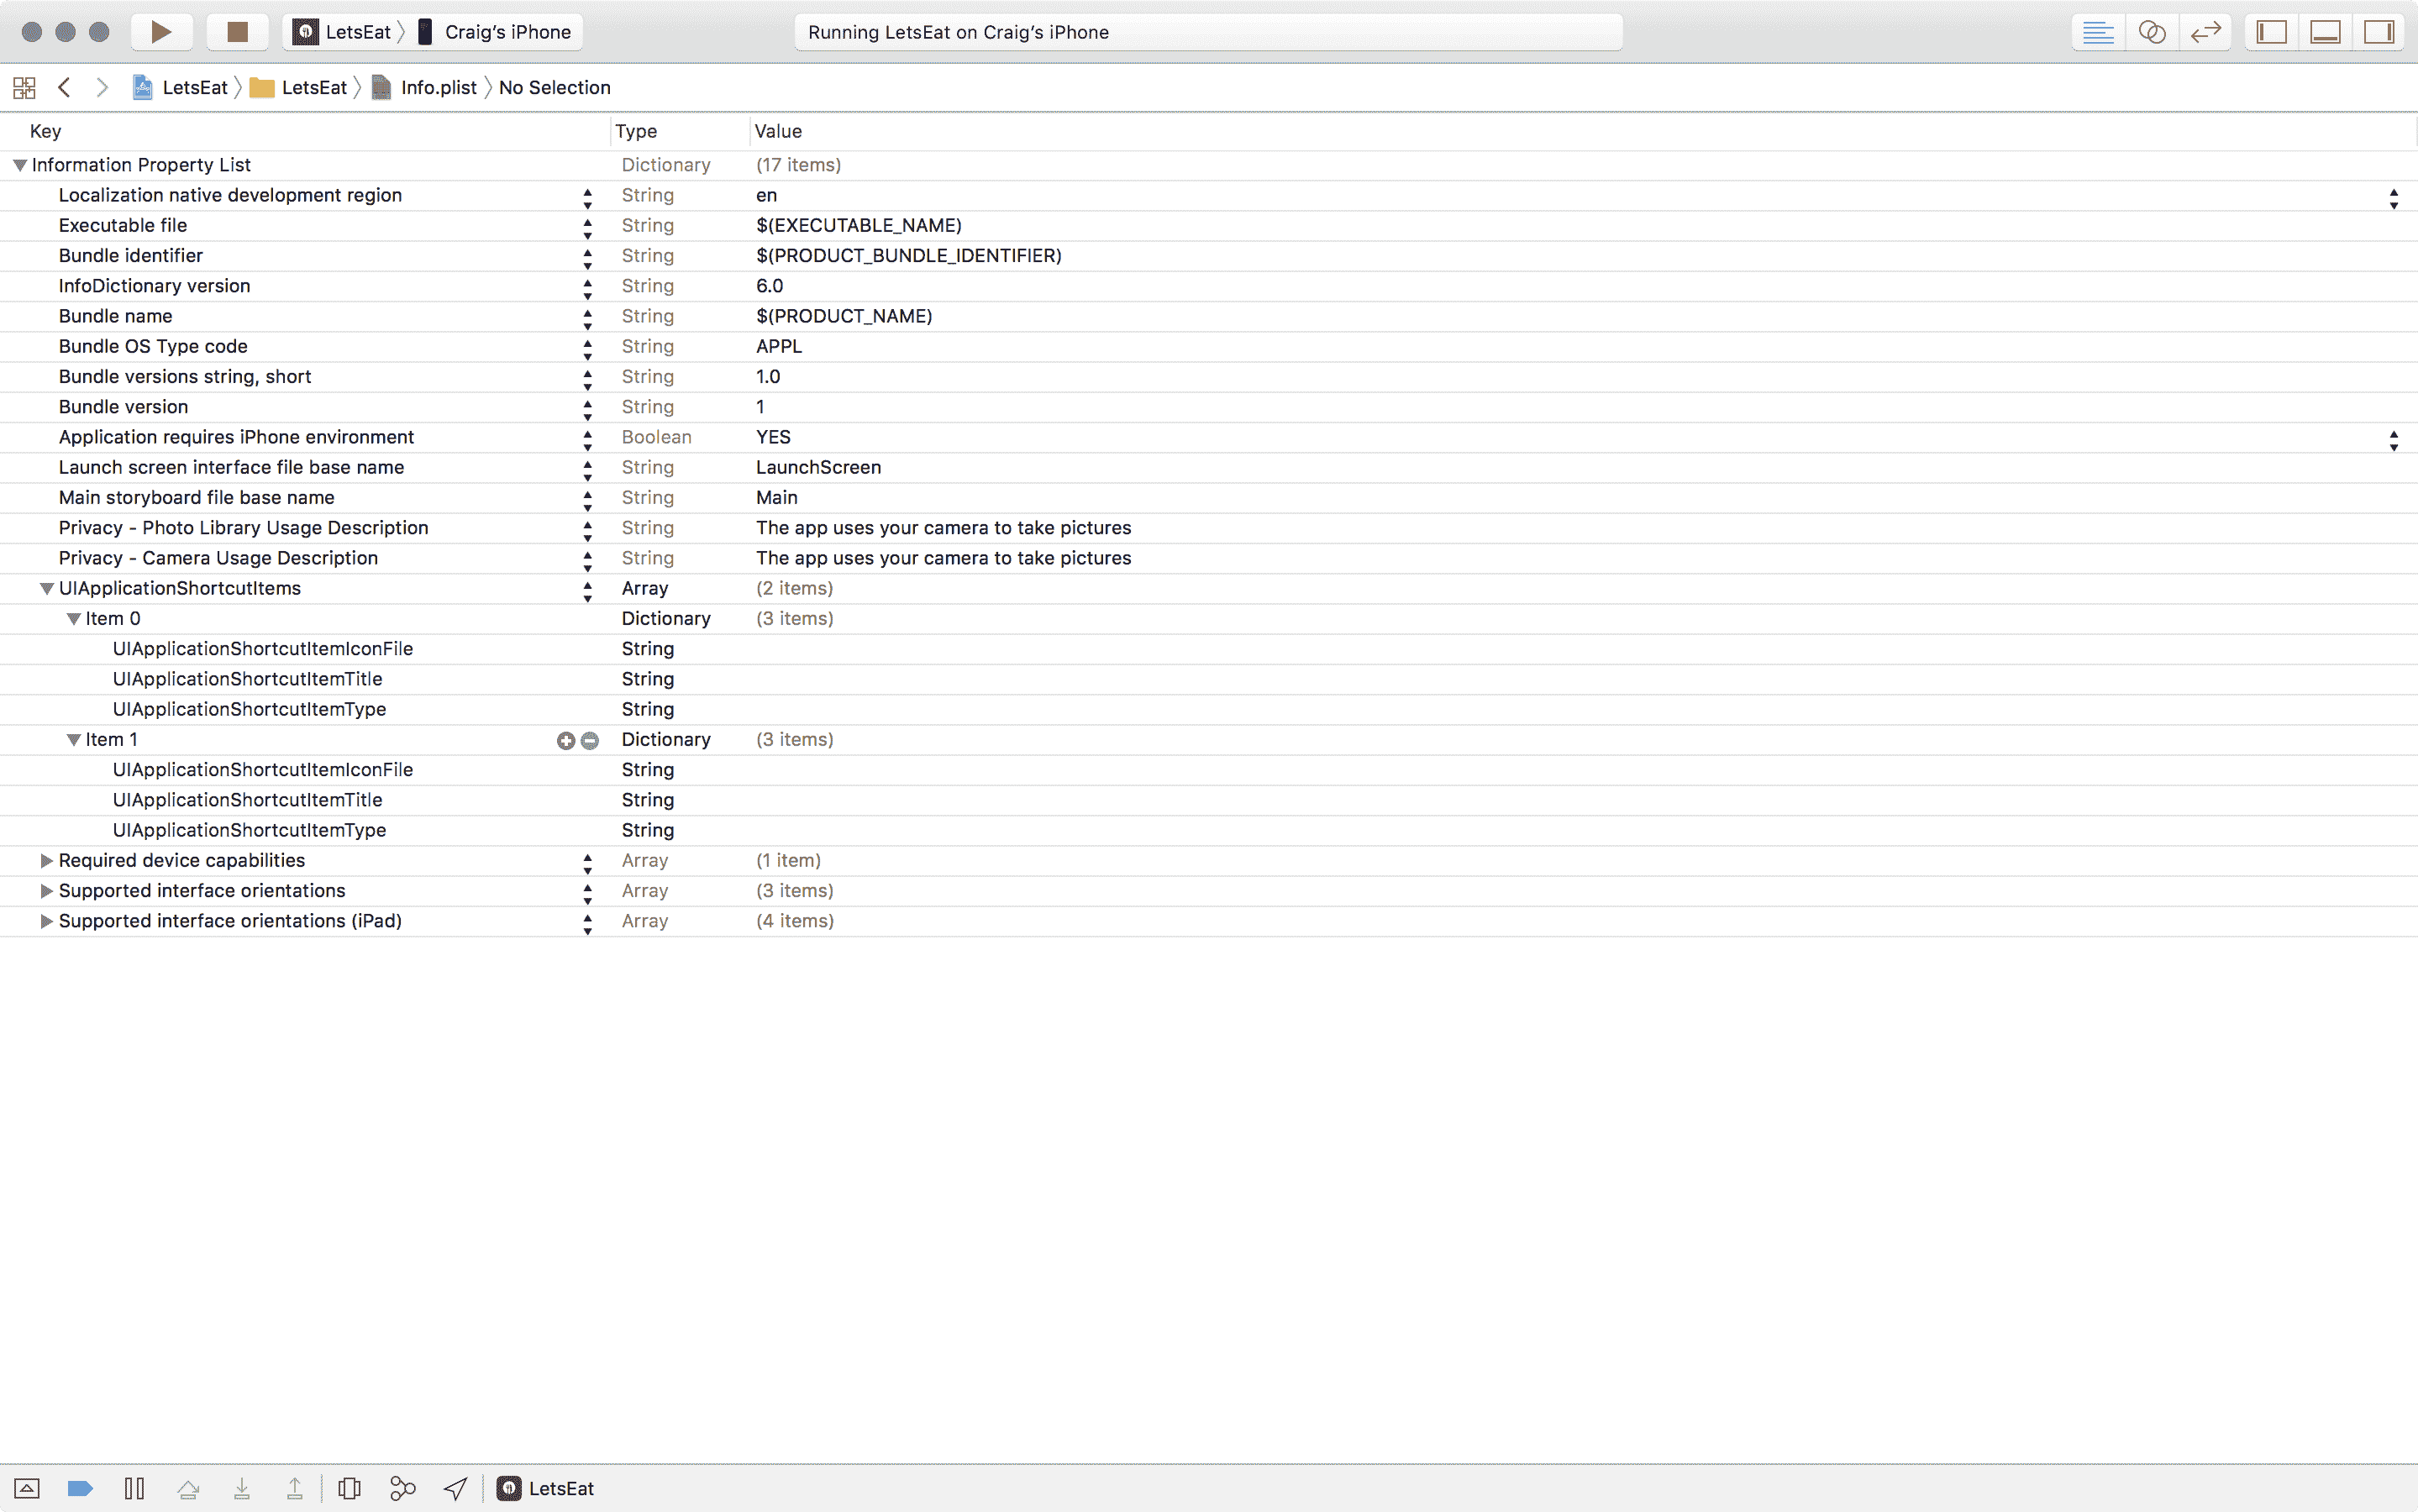 LetsEat Craig's iPhone Running LetsEat on Craig's iPhone
LetsEat LetsEat Info.plist No Selection
Key Type Value
Information Property List Dictionary (17 items)
Localization native development region String en
Executable file String $(EXECUTABLE_NAME)
Bundle identifier String $(PRODUCT_BUNDLE_IDENTIFIER)
InfoDictionary version String 6.0
Bundle name String $(PRODUCT_NAME)
Bundle OS Type code String APPL
Bundle versions string, short String 1.0
Bundle version String 1
Application requires iPhone environment Boolean YES
Launch screen interface file base name String LaunchScreen
Main storyboard file base name String Main
Privacy - Photo Library Usage Description String The app uses your camera to take pictures
Privacy - Camera Usage Description String The app uses your camera to take pictures
UIApplicationShortcutItems Array (2 items)
Item 0 Dictionary (3 items)
UIApplicationShortcutItemIconFile String
UIApplicationShortcutItemTitle String
UIApplicationShortcutItemType String
Item 1 Dictionary (3 items)
UIApplicationShortcutItemIconFile String
UIApplicationShortcutItemTitle String
UIApplicationShortcutItemType String
Required device capabilities Array (1 item)
Supported interface orientations Array (3 items)
Supported interface orientations (iPad) Array (4 items)
LetsEat